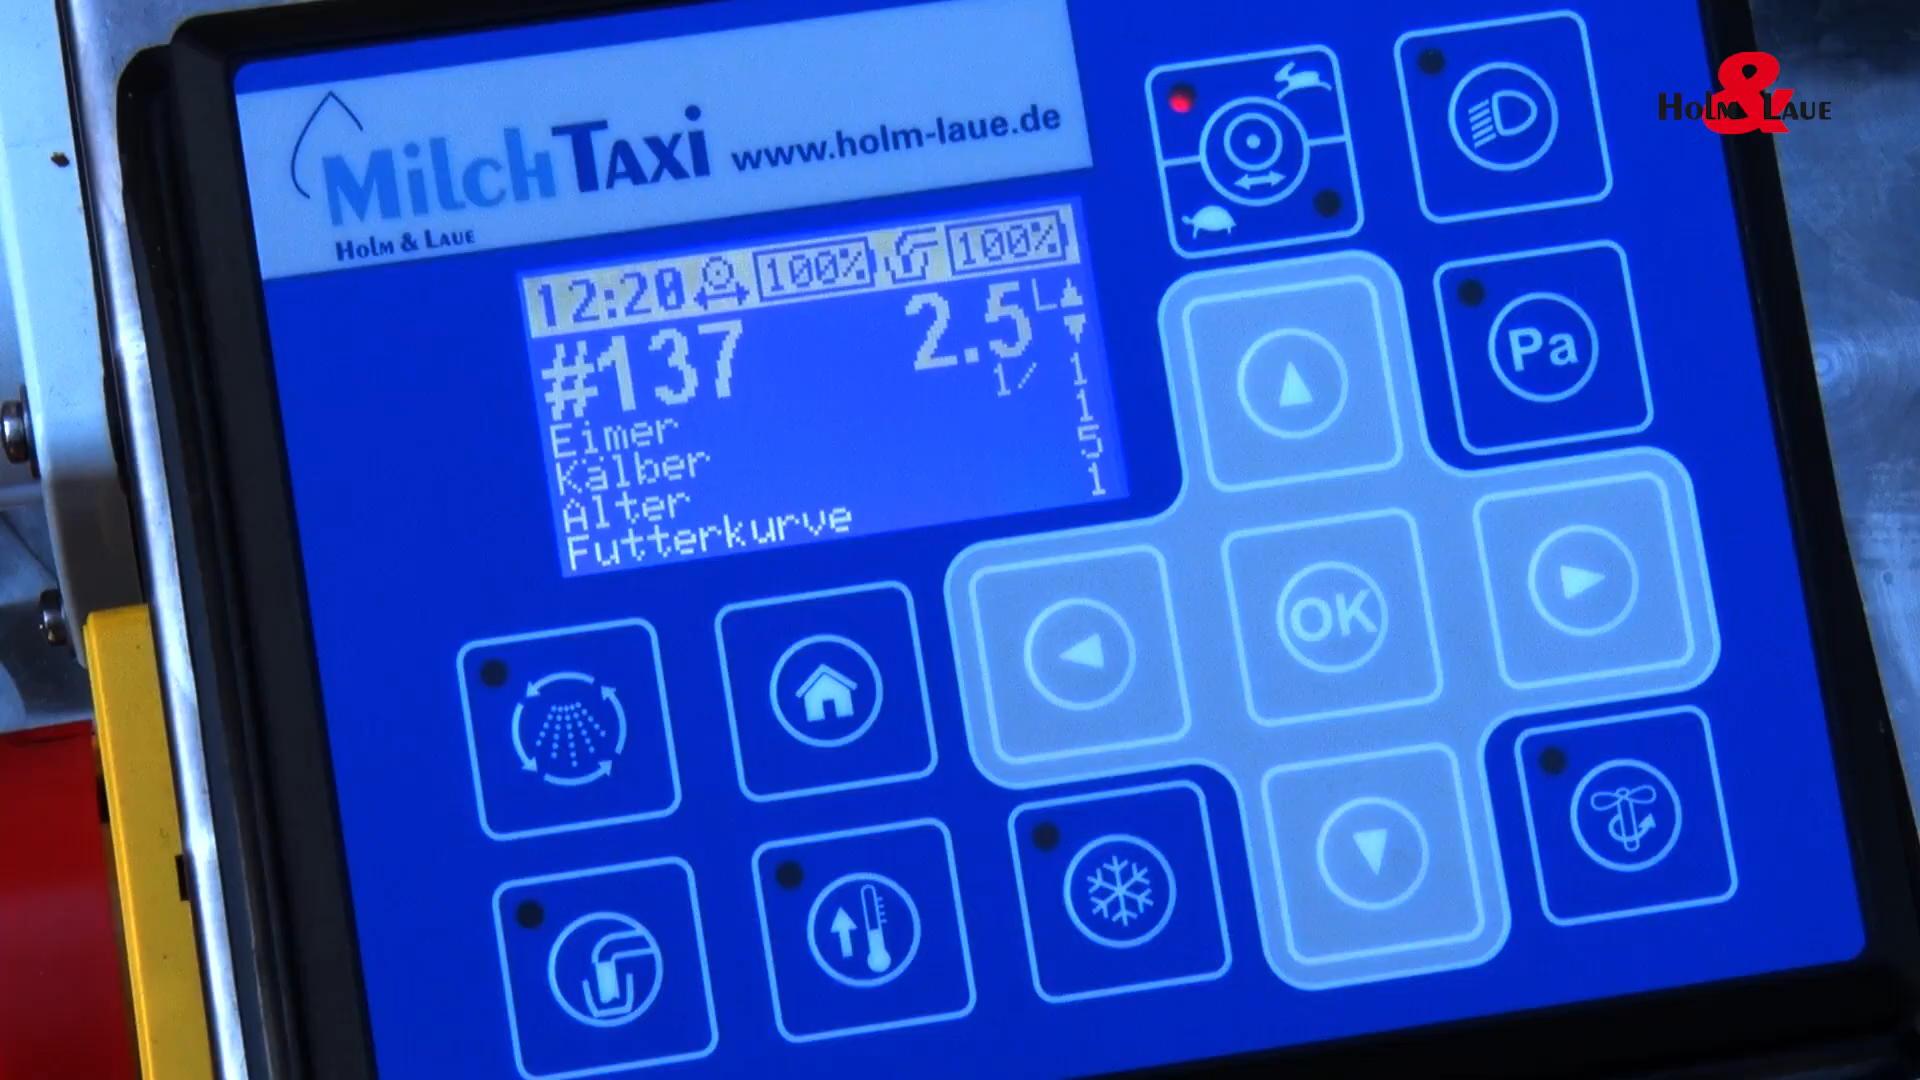 MilchTaxi www.holm-laue.de
Holm & Laue
Holm & Laue
12:20 100% 100%
#137 2.5 L
1/ 1
Eimer 1
Kälber 5
Alter 1
Futterkurve
Pa
OK